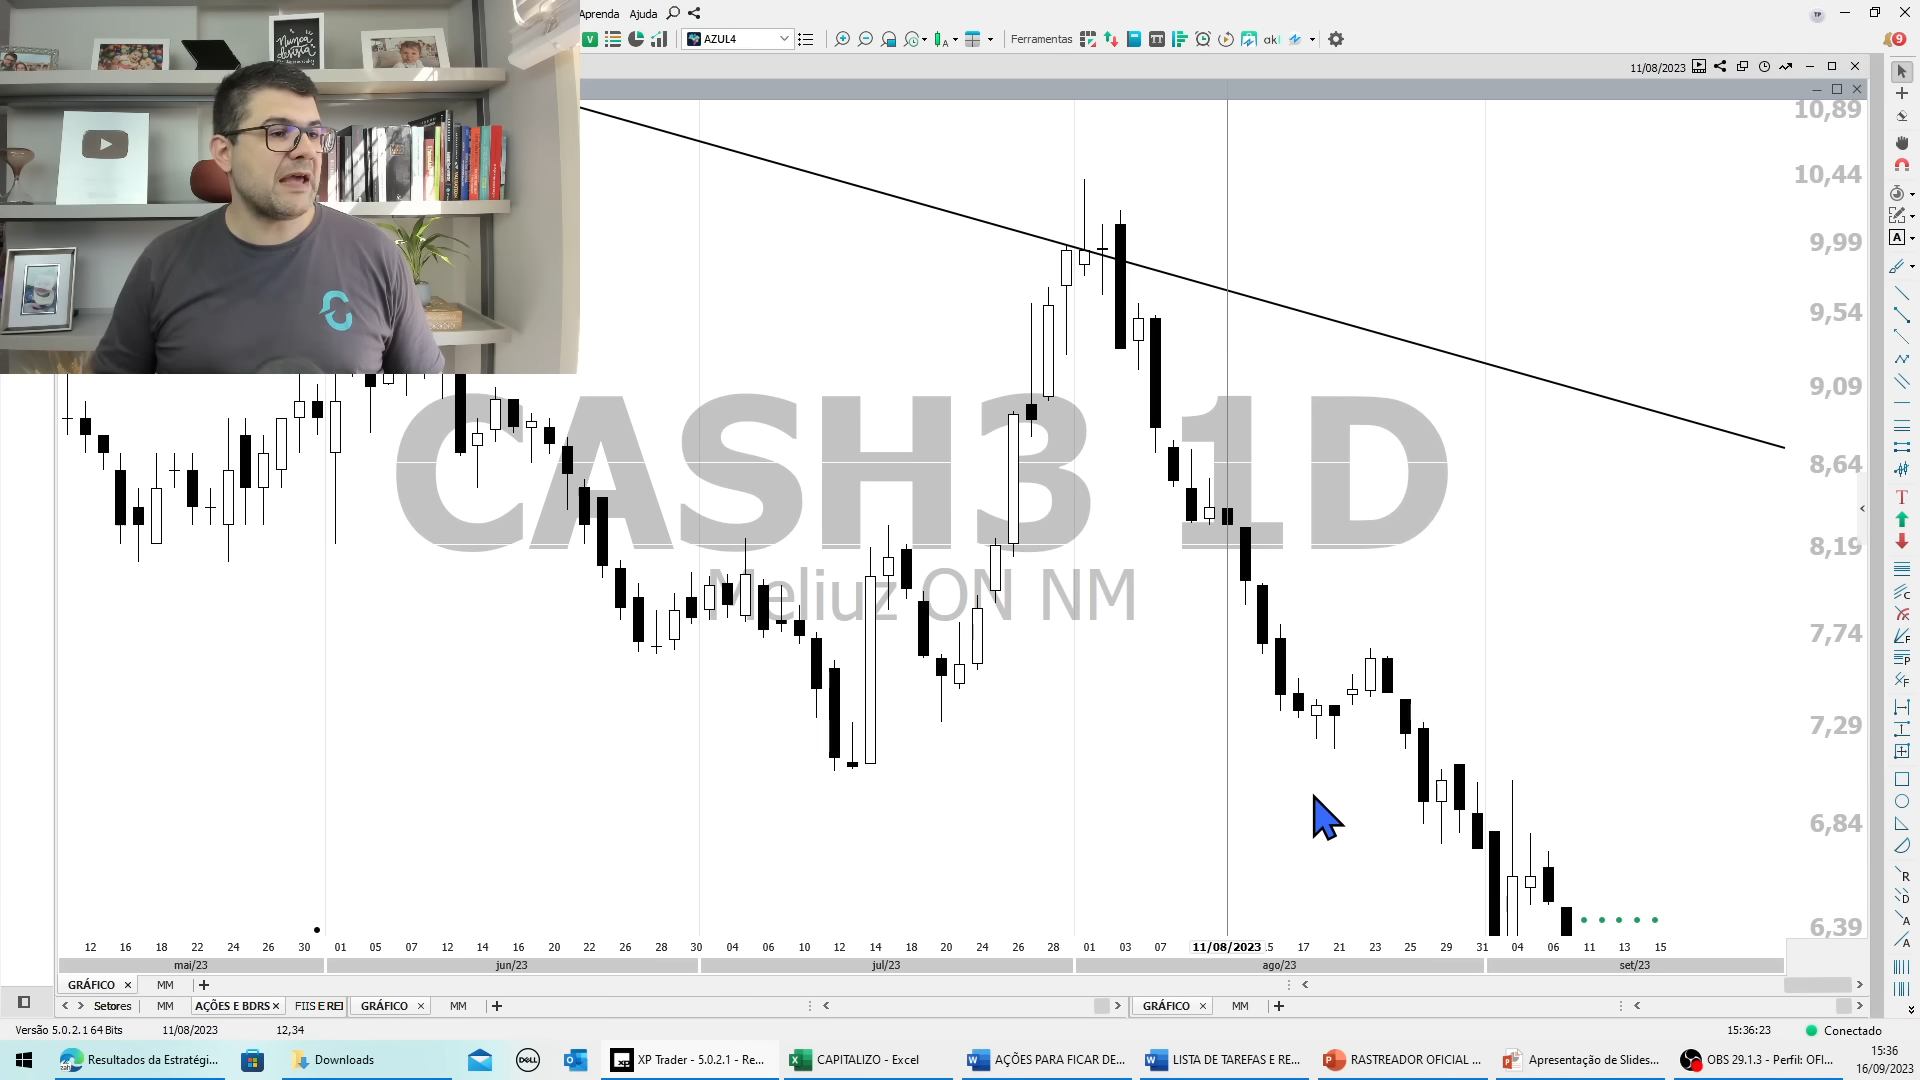 Aprenda Ajuda
AZUL4
Ferramentas
akı
9
TP
11/08/2023
Nunca
desista
CASH3 1D
Meliuz ON NM
10,89
10,44
9,99
9,54
9,09
8,64
8,19
7,74
7,29
6,84
6,39
12 16 18 22 24 26 30 01 05 07 12 14 16 20 22 26 28 30 04 06 10 12 14 18 20 24 26 28 01 03 07 11/08/2023 5 17 21 23 25 29 31 04 06 11 13 15
mai/23 jun/23 jul/23 ago/23 set/23
GRÁFICO MM
Setores MM AÇÕES E BDRS FIIS E REI GRÁFICO MM GRÁFICO MM
Versão 5.0.2.1 64 Bits 11/08/2023 12,34 15:36:23 Conectado
Resultados da Estratégi... Downloads DELL XP Trader - 5.0.2.1 - Re... CAPITALIZO - Excel AÇÕES PARA FICAR DE... LISTA DE TAREFAS E RE... RASTREADOR OFICIAL ... Apresentação de Slides... OBS 29.1.3 - Perfil: OFI...
15:36
16/09/2023